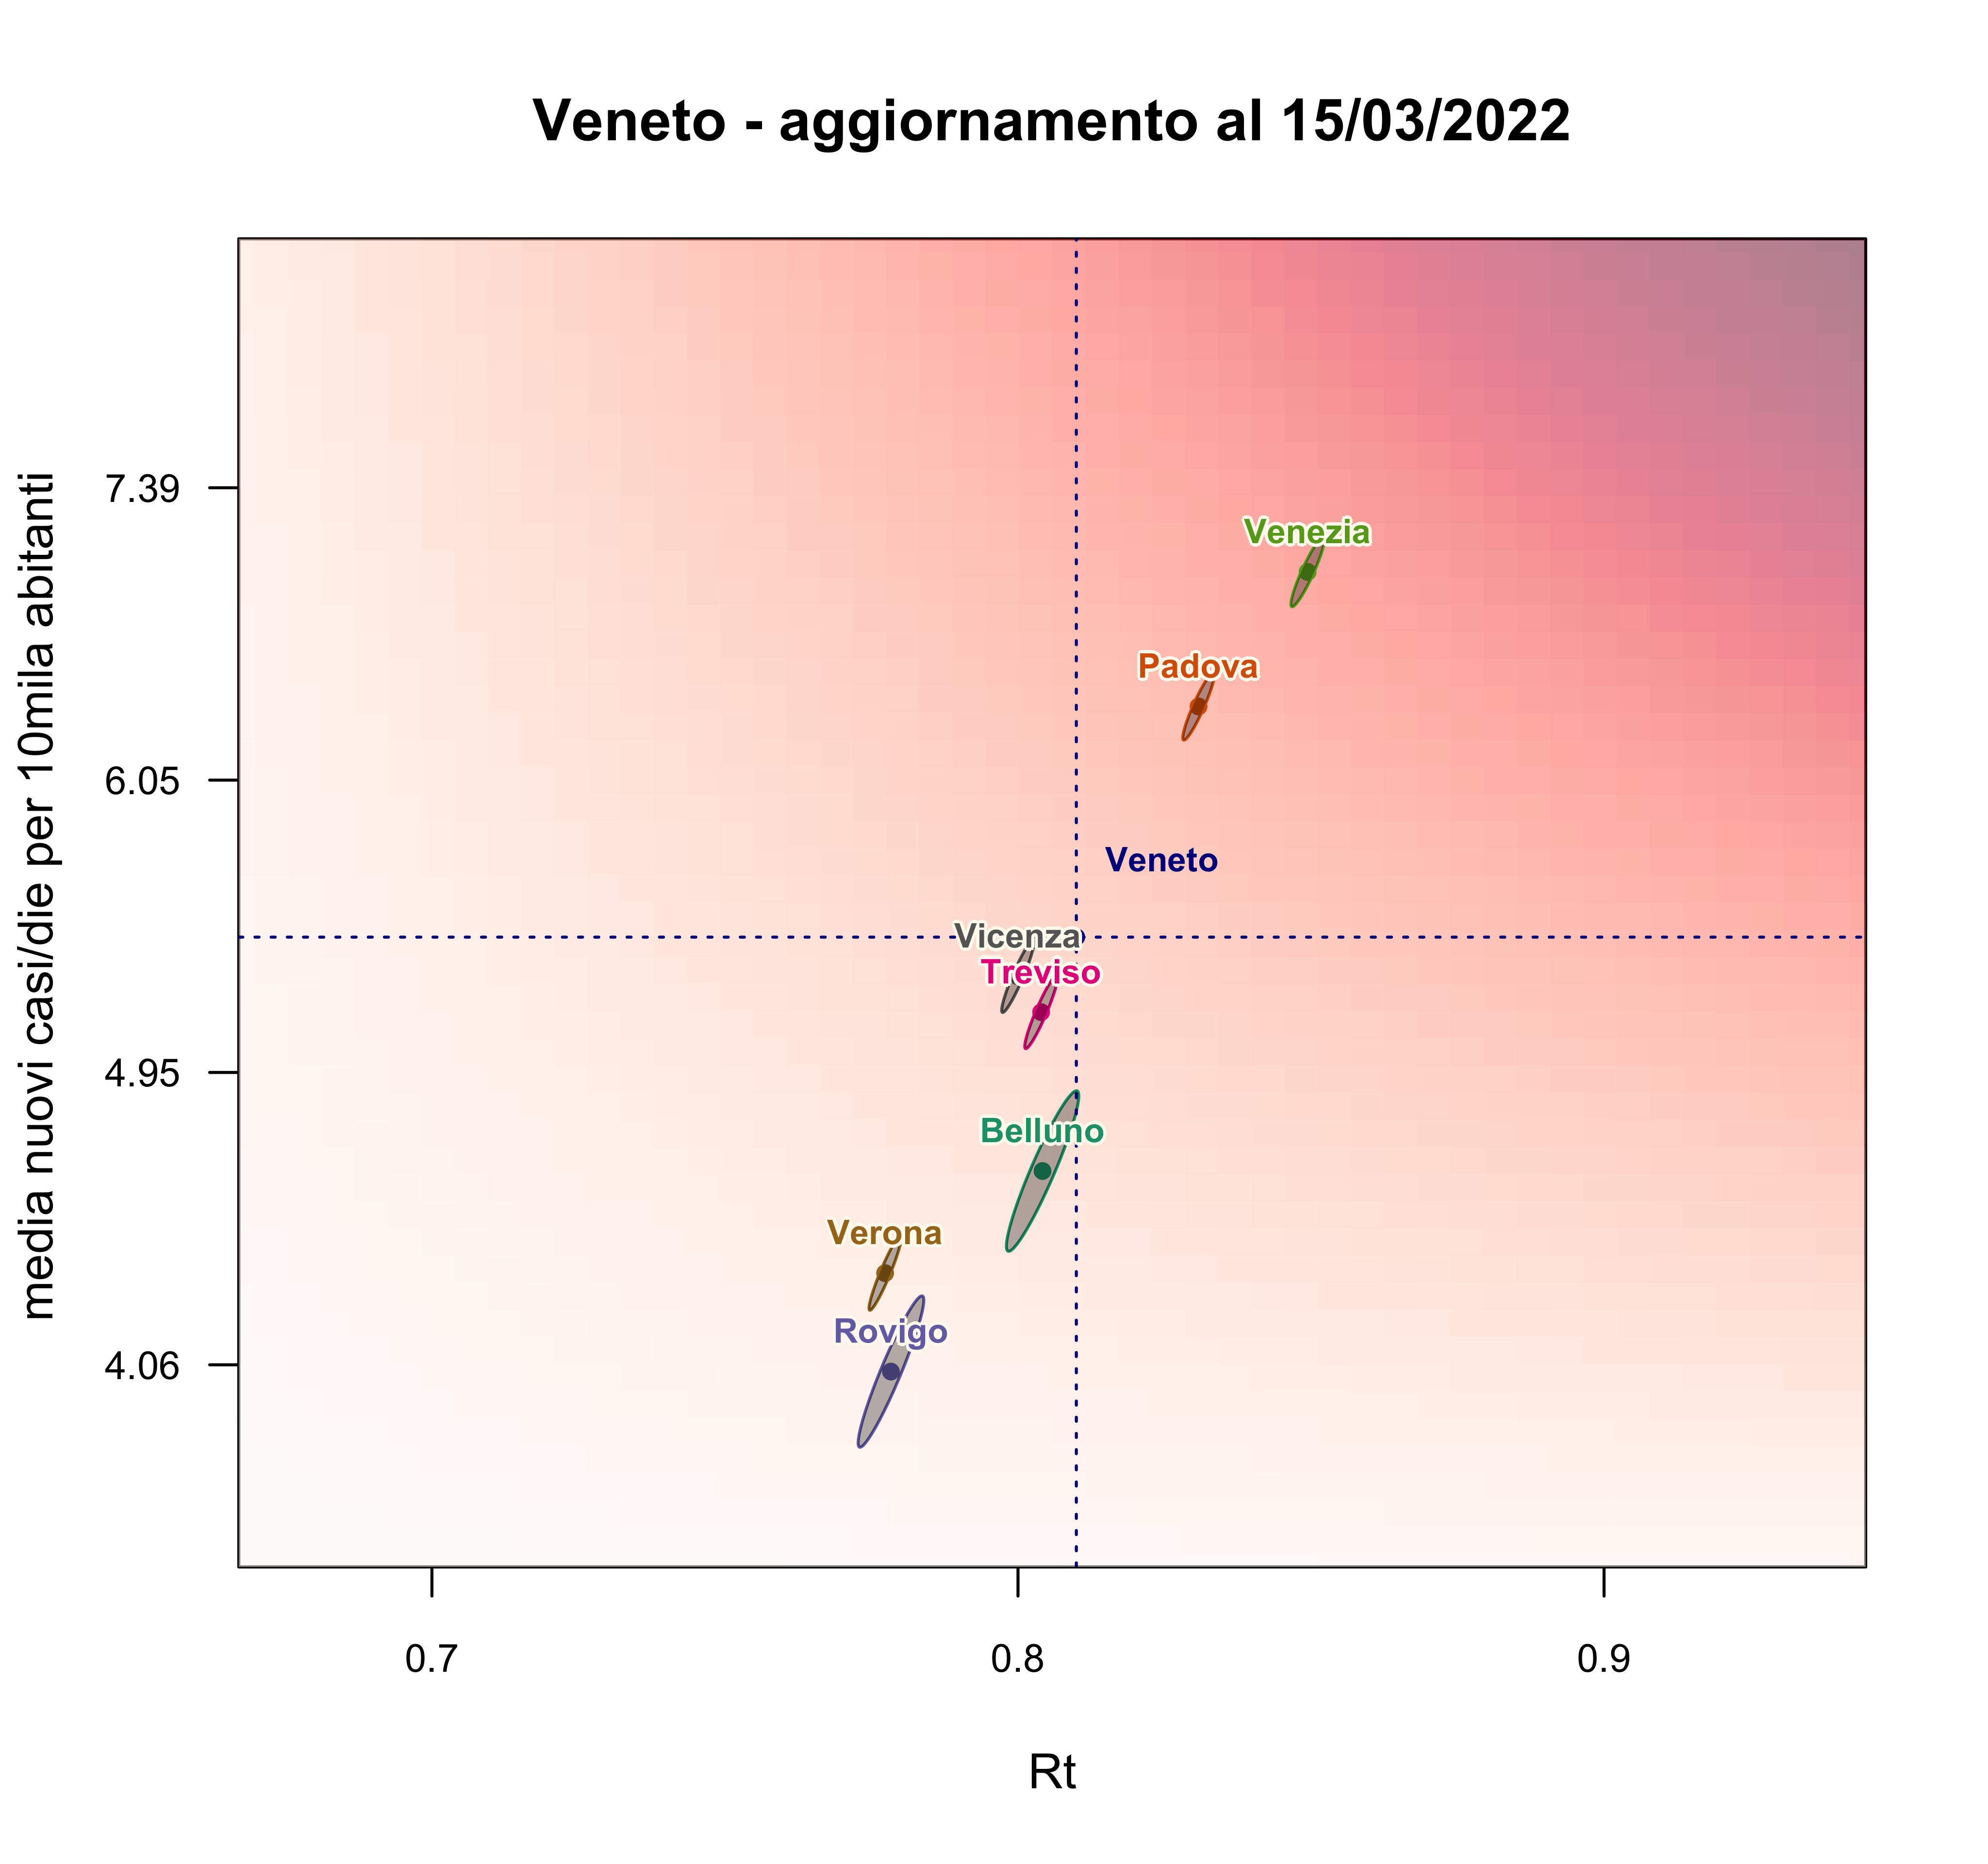 Veneto - aggiornamento al 15/03/2022
media nuovi casi/die per 10mila abitanti
7.39
6.05
4.95
4.06
Venezia
Padova
Veneto
Vicenza
Treviso
Belluno
Verona
Rovigo
0.7
0.8
0.9
Rt